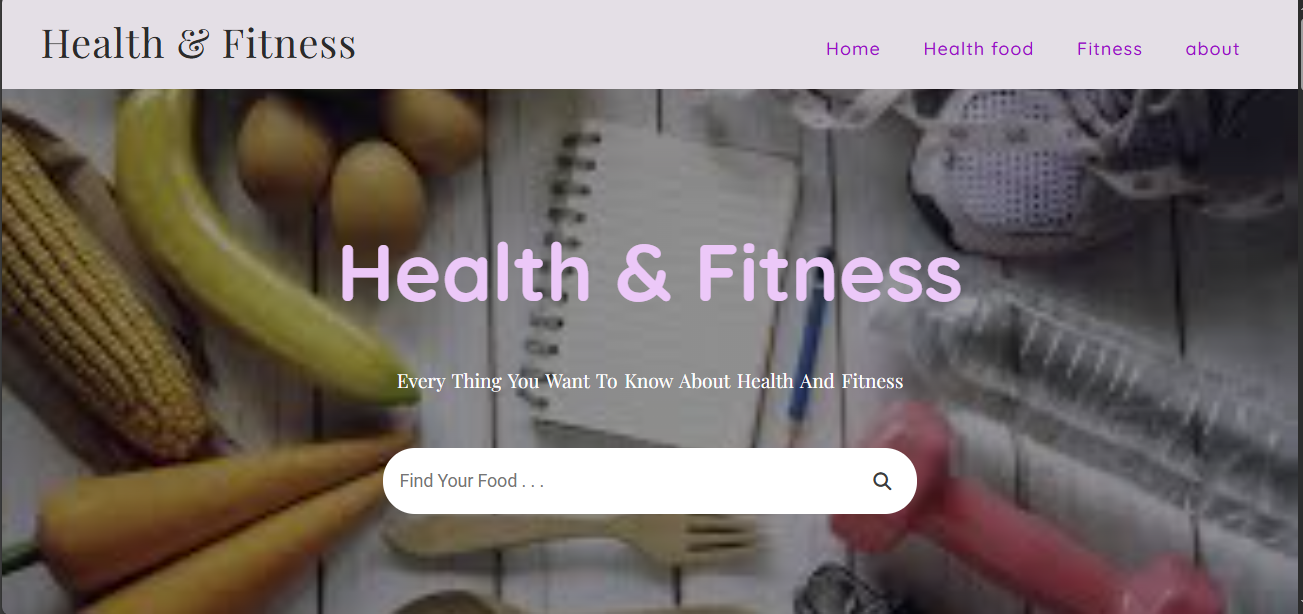 Health & Fitness
Home
Health food
Fitness
about
Health & Fitness
Every Thing You Want To Know About Health And Fitness
Find Your Food . . .